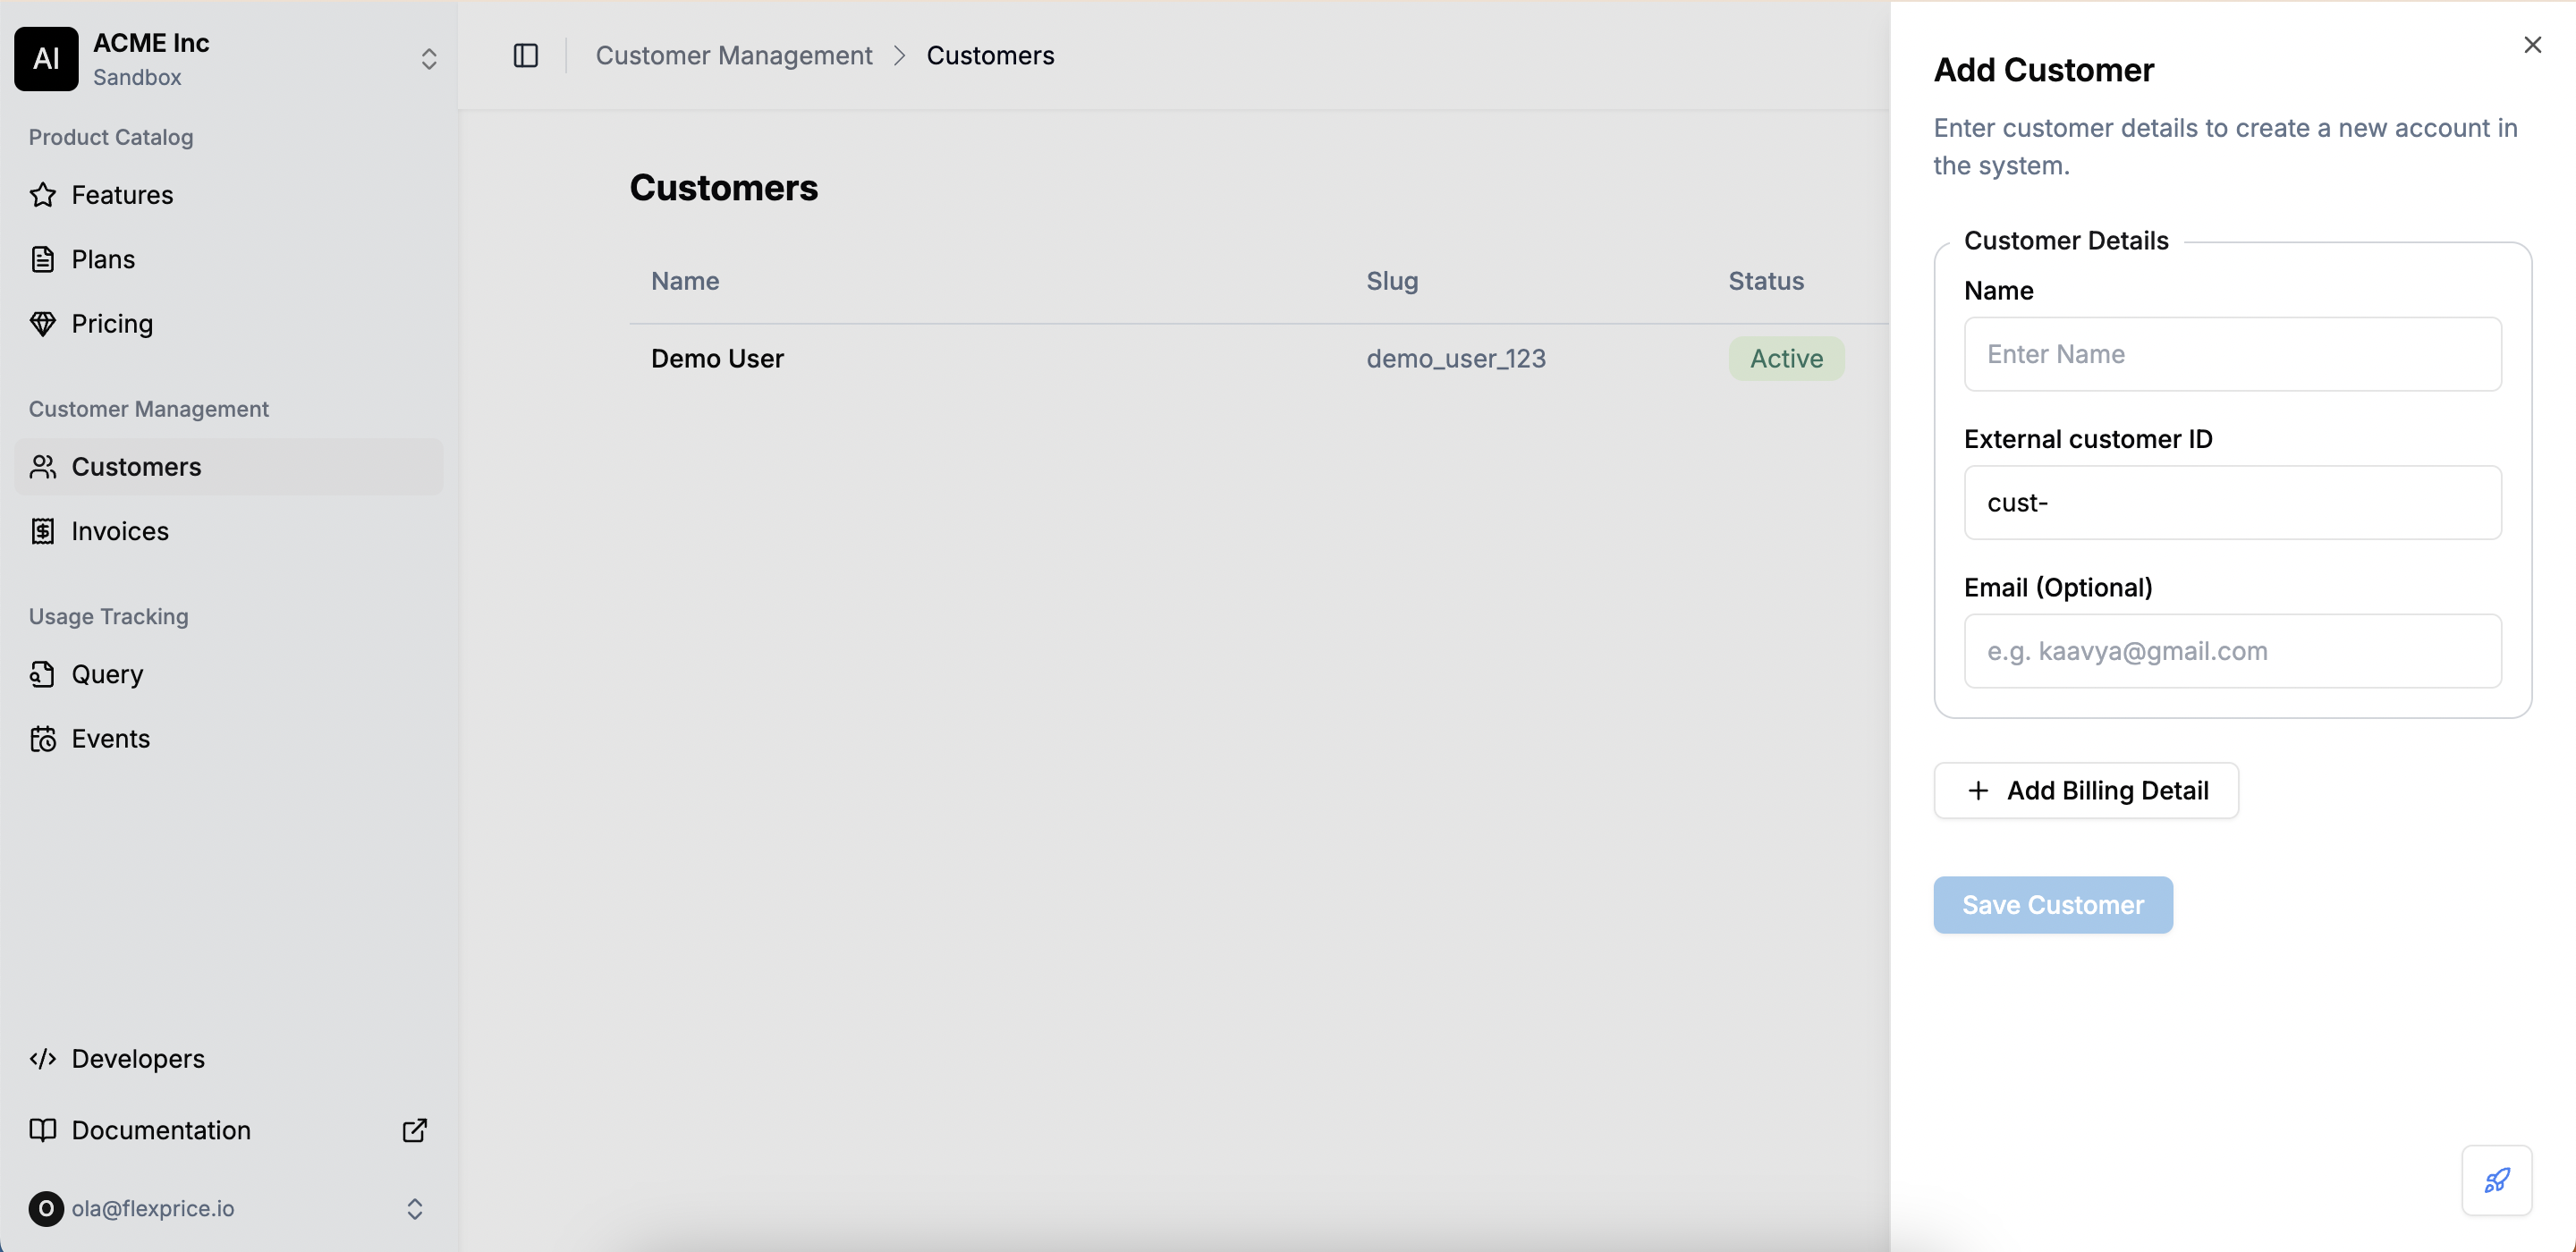 AI
ACME Inc
Sandbox
Product Catalog
Features
Plans
Pricing
Customer Management
Customers
Invoices
Usage Tracking
Query
Events
Developers
Documentation
O
ola@flexprice.io
Customer Management > Customers
Customers
Name Slug Status
Demo User demo_user_123 Active
Add Customer
Enter customer details to create a new account in
the system.
Customer Details
Name
Enter Name
External customer ID
cust-
Email (Optional)
e.g. kaavya@gmail.com
+ Add Billing Detail
Save Customer